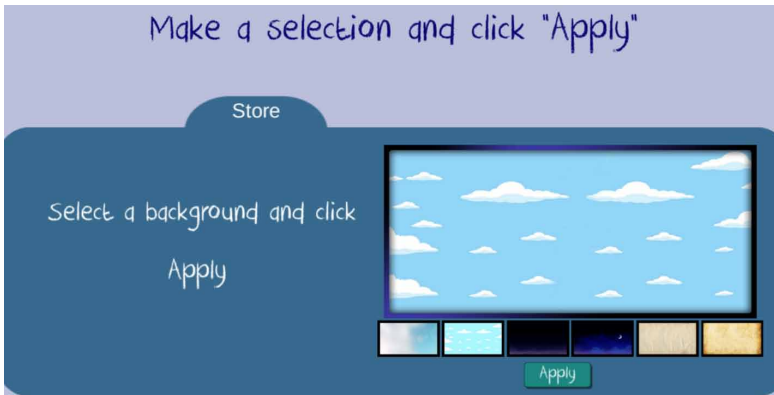 Make a selection and click "Apply"
Store
Select a background and click
Apply
Apply